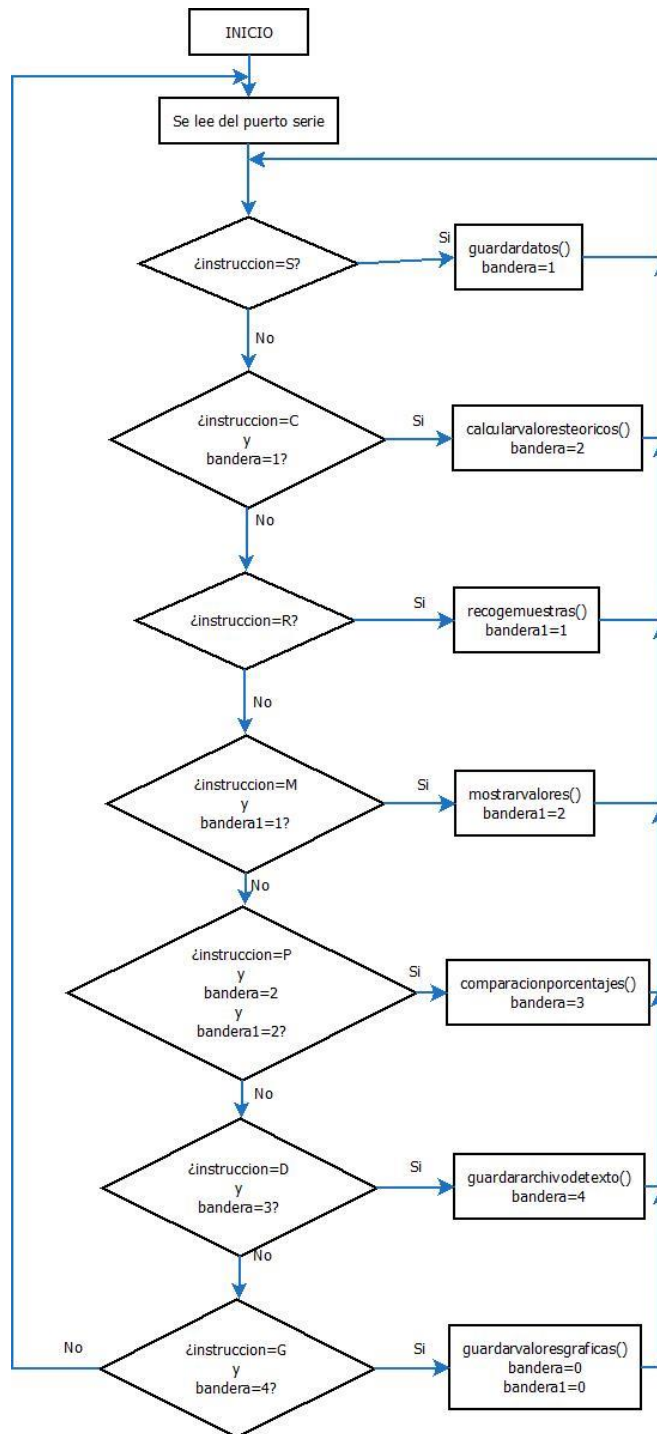 INICIO
Se lee del puerto serie
¿instruccion=S?
Si
guardardatos()
bandera=1
No
¿instruccion=C
y
bandera=1?
Si
calcularvaloresteoricos()
bandera=2
No
¿instruccion=R?
Si
recogemuestras()
bandera1=1
No
¿instruccion=M
y
bandera1=1?
Si
mostrarvalores()
bandera1=2
No
¿instruccion=P
y
bandera=2
y
bandera1=2?
Si
comparacionporcentajes()
bandera=3
No
¿instruccion=D
y
bandera=3?
Si
guardararchivodetexto()
bandera=4
No
No
¿instruccion=G
y
bandera=4?
Si
guardarvaloresgraficas()
bandera=0
bandera1=0